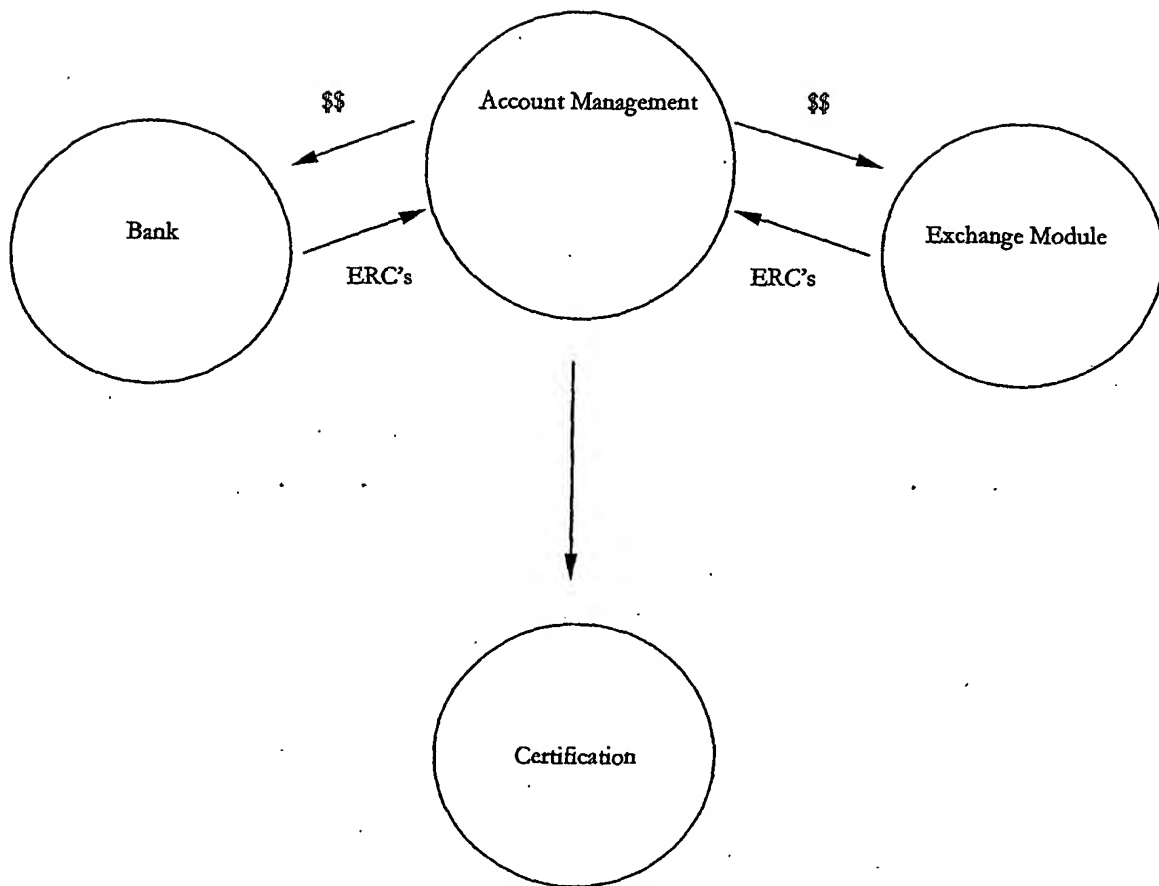 $$
Account Management
$$
Bank
Exchange Module
ERC's
ERC's
Certification